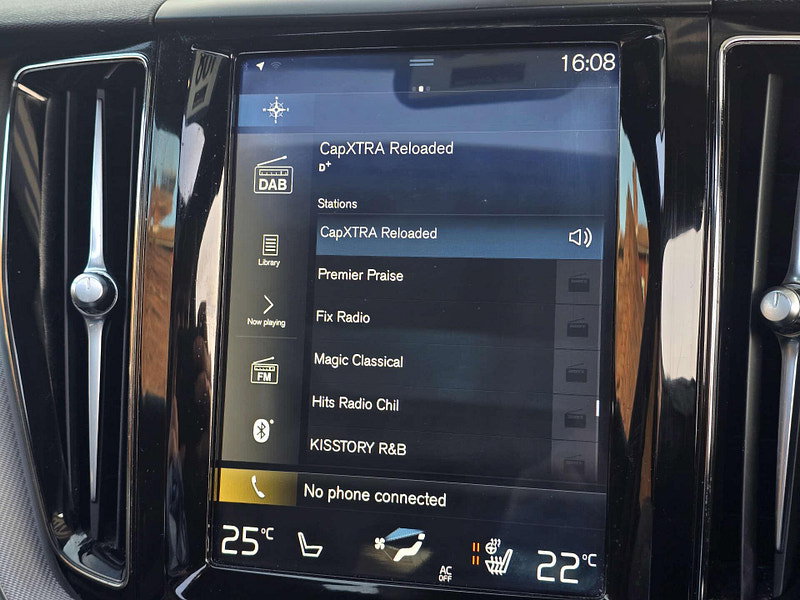 16:08
CapXTRA Reloaded
D+
DAB
Stations
CapXTRA Reloaded
Library
Premier Praise
Now playing
Fix Radio
FM
Magic Classical
Hits Radio Chil
KISSTORY R&B
No phone connected
25°C
AC
OFF
22°C